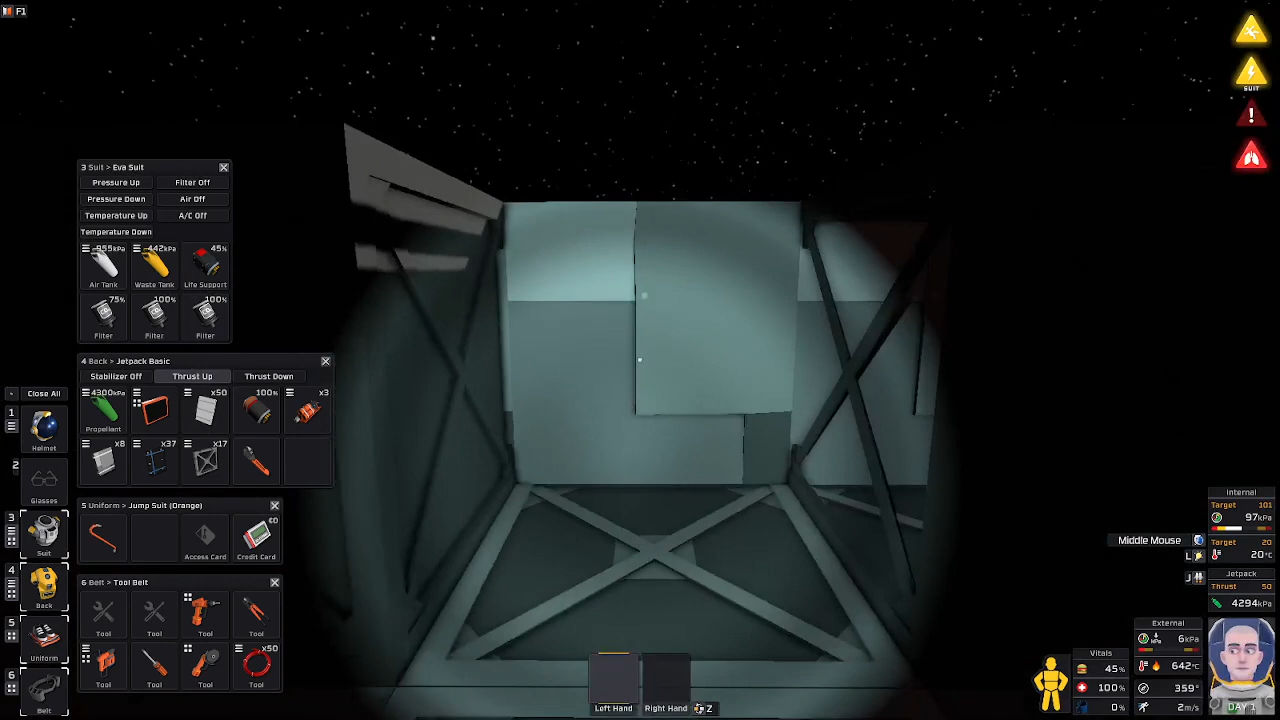 F1
SUIT
3 Suit > Eva Suit
Pressure Up Filter Off
Pressure Down Air Off
Temperature Up A/C Off
Temperature Down
442kPa 45%
Air Tank Waste Tank Life Support
75% 100% 100%
Filter Filter Filter
4 Back > Jetpack Basic
Stabilizer Off Thrust Up Thrust Down
4300kPa x50 100% x3
Propellant
x8 x37 x17
Close All
1 Helmet
2 Glasses
3 Suit
4 Back
5 Uniform
6 Belt
5 Uniform > Jump Suit (Orange)
€0
Access Card Credit Card
6 Belt > Tool Belt
Tool Tool Tool Tool
x50
Tool Tool Tool Tool
Left Hand Right Hand Z
Middle Mouse
L
J
Internal
Target 101
97kPa
Target 20
20°C
Jetpack
Thrust 50
4294kPa
External
6kPa
642°C
359°
2m/s
Vitals
45%
100%
0%
DAY 1